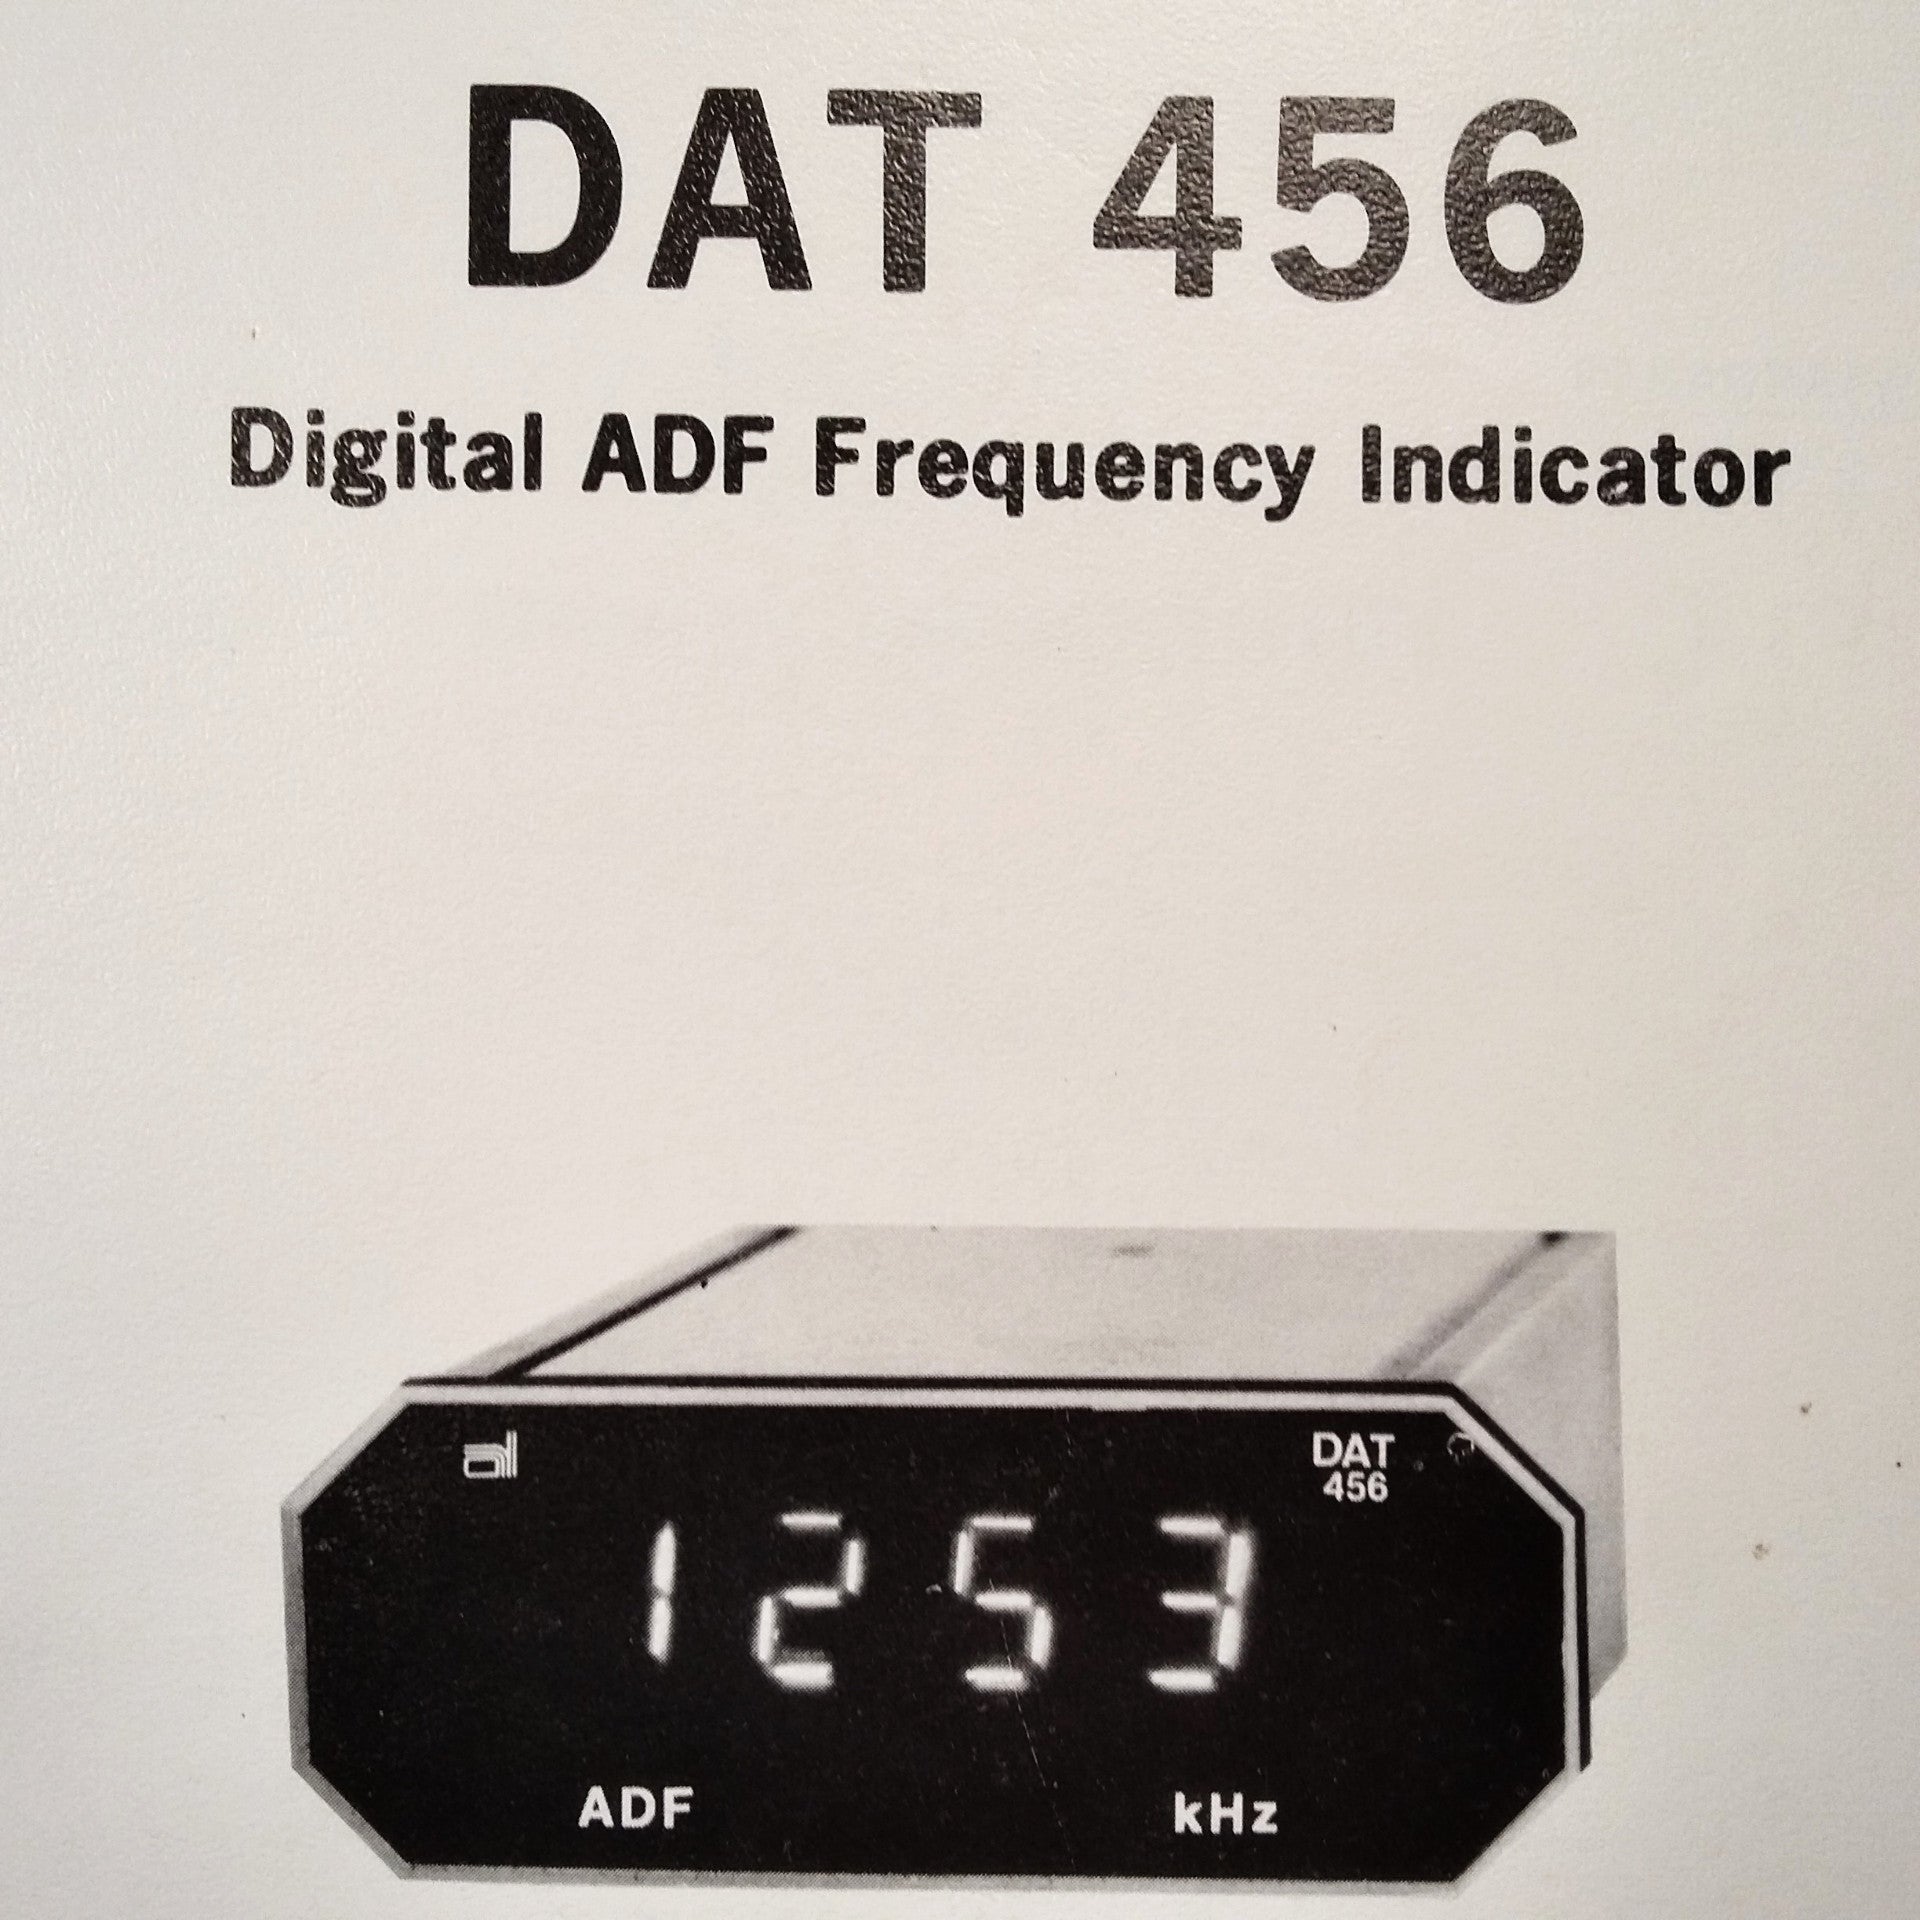 DAT 456
Digital ADF Frequency Indicator
DAT
456
1253
ADF kHz